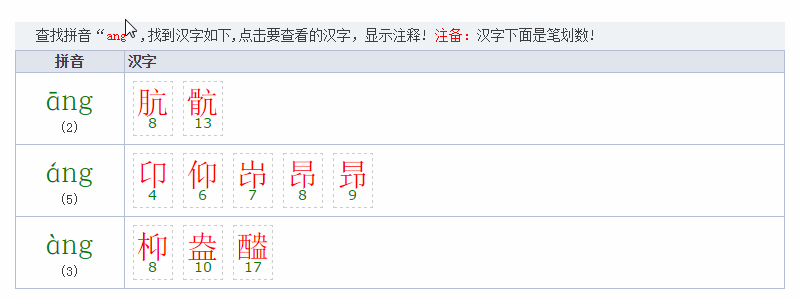 查找拼音“ang”,找到汉字如下,点击要查看的汉字,显示注释!注备:汉字下面是笔划数!
拼音 汉字
āng 肮 骯
(2) 8 13
áng 卬 仰 岇 昂 昻
(5) 4 6 7 8 9
àng 枊 盎 醠
(3) 8 10 17